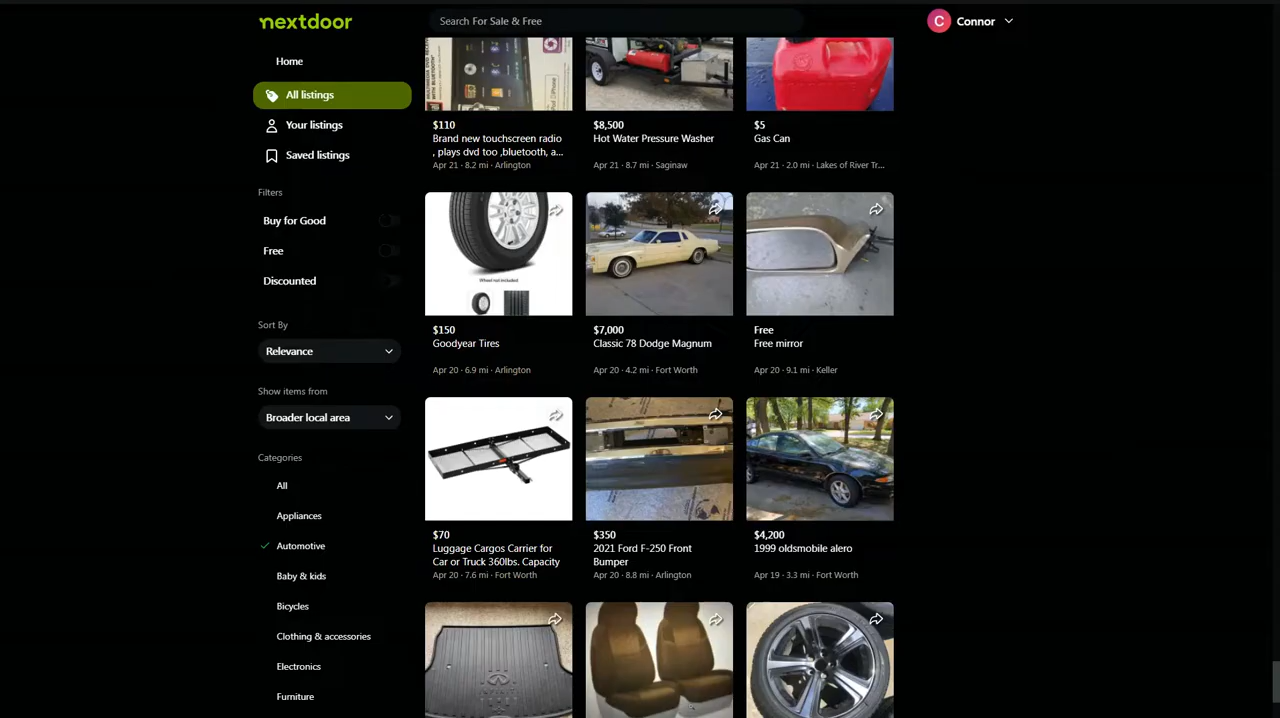 nextdoor
Search For Sale & Free
C
Connor
Home
All listings
Your listings
Saved listings
Filters
Buy for Good
Free
Discounted
Sort By
Relevance
Show items from
Broader local area
Categories
All
Appliances
Automotive
Baby & kids
Bicycles
Clothing & accessories
Electronics
Furniture
$110
Brand new touchscreen radio
, plays dvd too ,bluetooth, a...
Apr 21 · 8.2 mi · Arlington
$8,500
Hot Water Pressure Washer
Apr 21 · 8.7 mi · Saginaw
$5
Gas Can
Apr 21 · 2.0 mi · Lakes of River Tr...
Wheel not included
$150
Goodyear Tires
Apr 20 · 6.9 mi · Arlington
$7,000
Classic 78 Dodge Magnum
Apr 20 · 4.2 mi · Fort Worth
Free
Free mirror
Apr 20 · 9.1 mi · Keller
$70
Luggage Cargos Carrier for
Car or Truck 360lbs. Capacity
Apr 20 · 7.6 mi · Fort Worth
$350
2021 Ford F-250 Front
Bumper
Apr 20 · 8.8 mi · Arlington
$4,200
1999 oldsmobile alero
Apr 19 · 3.3 mi · Fort Worth
INFINITI